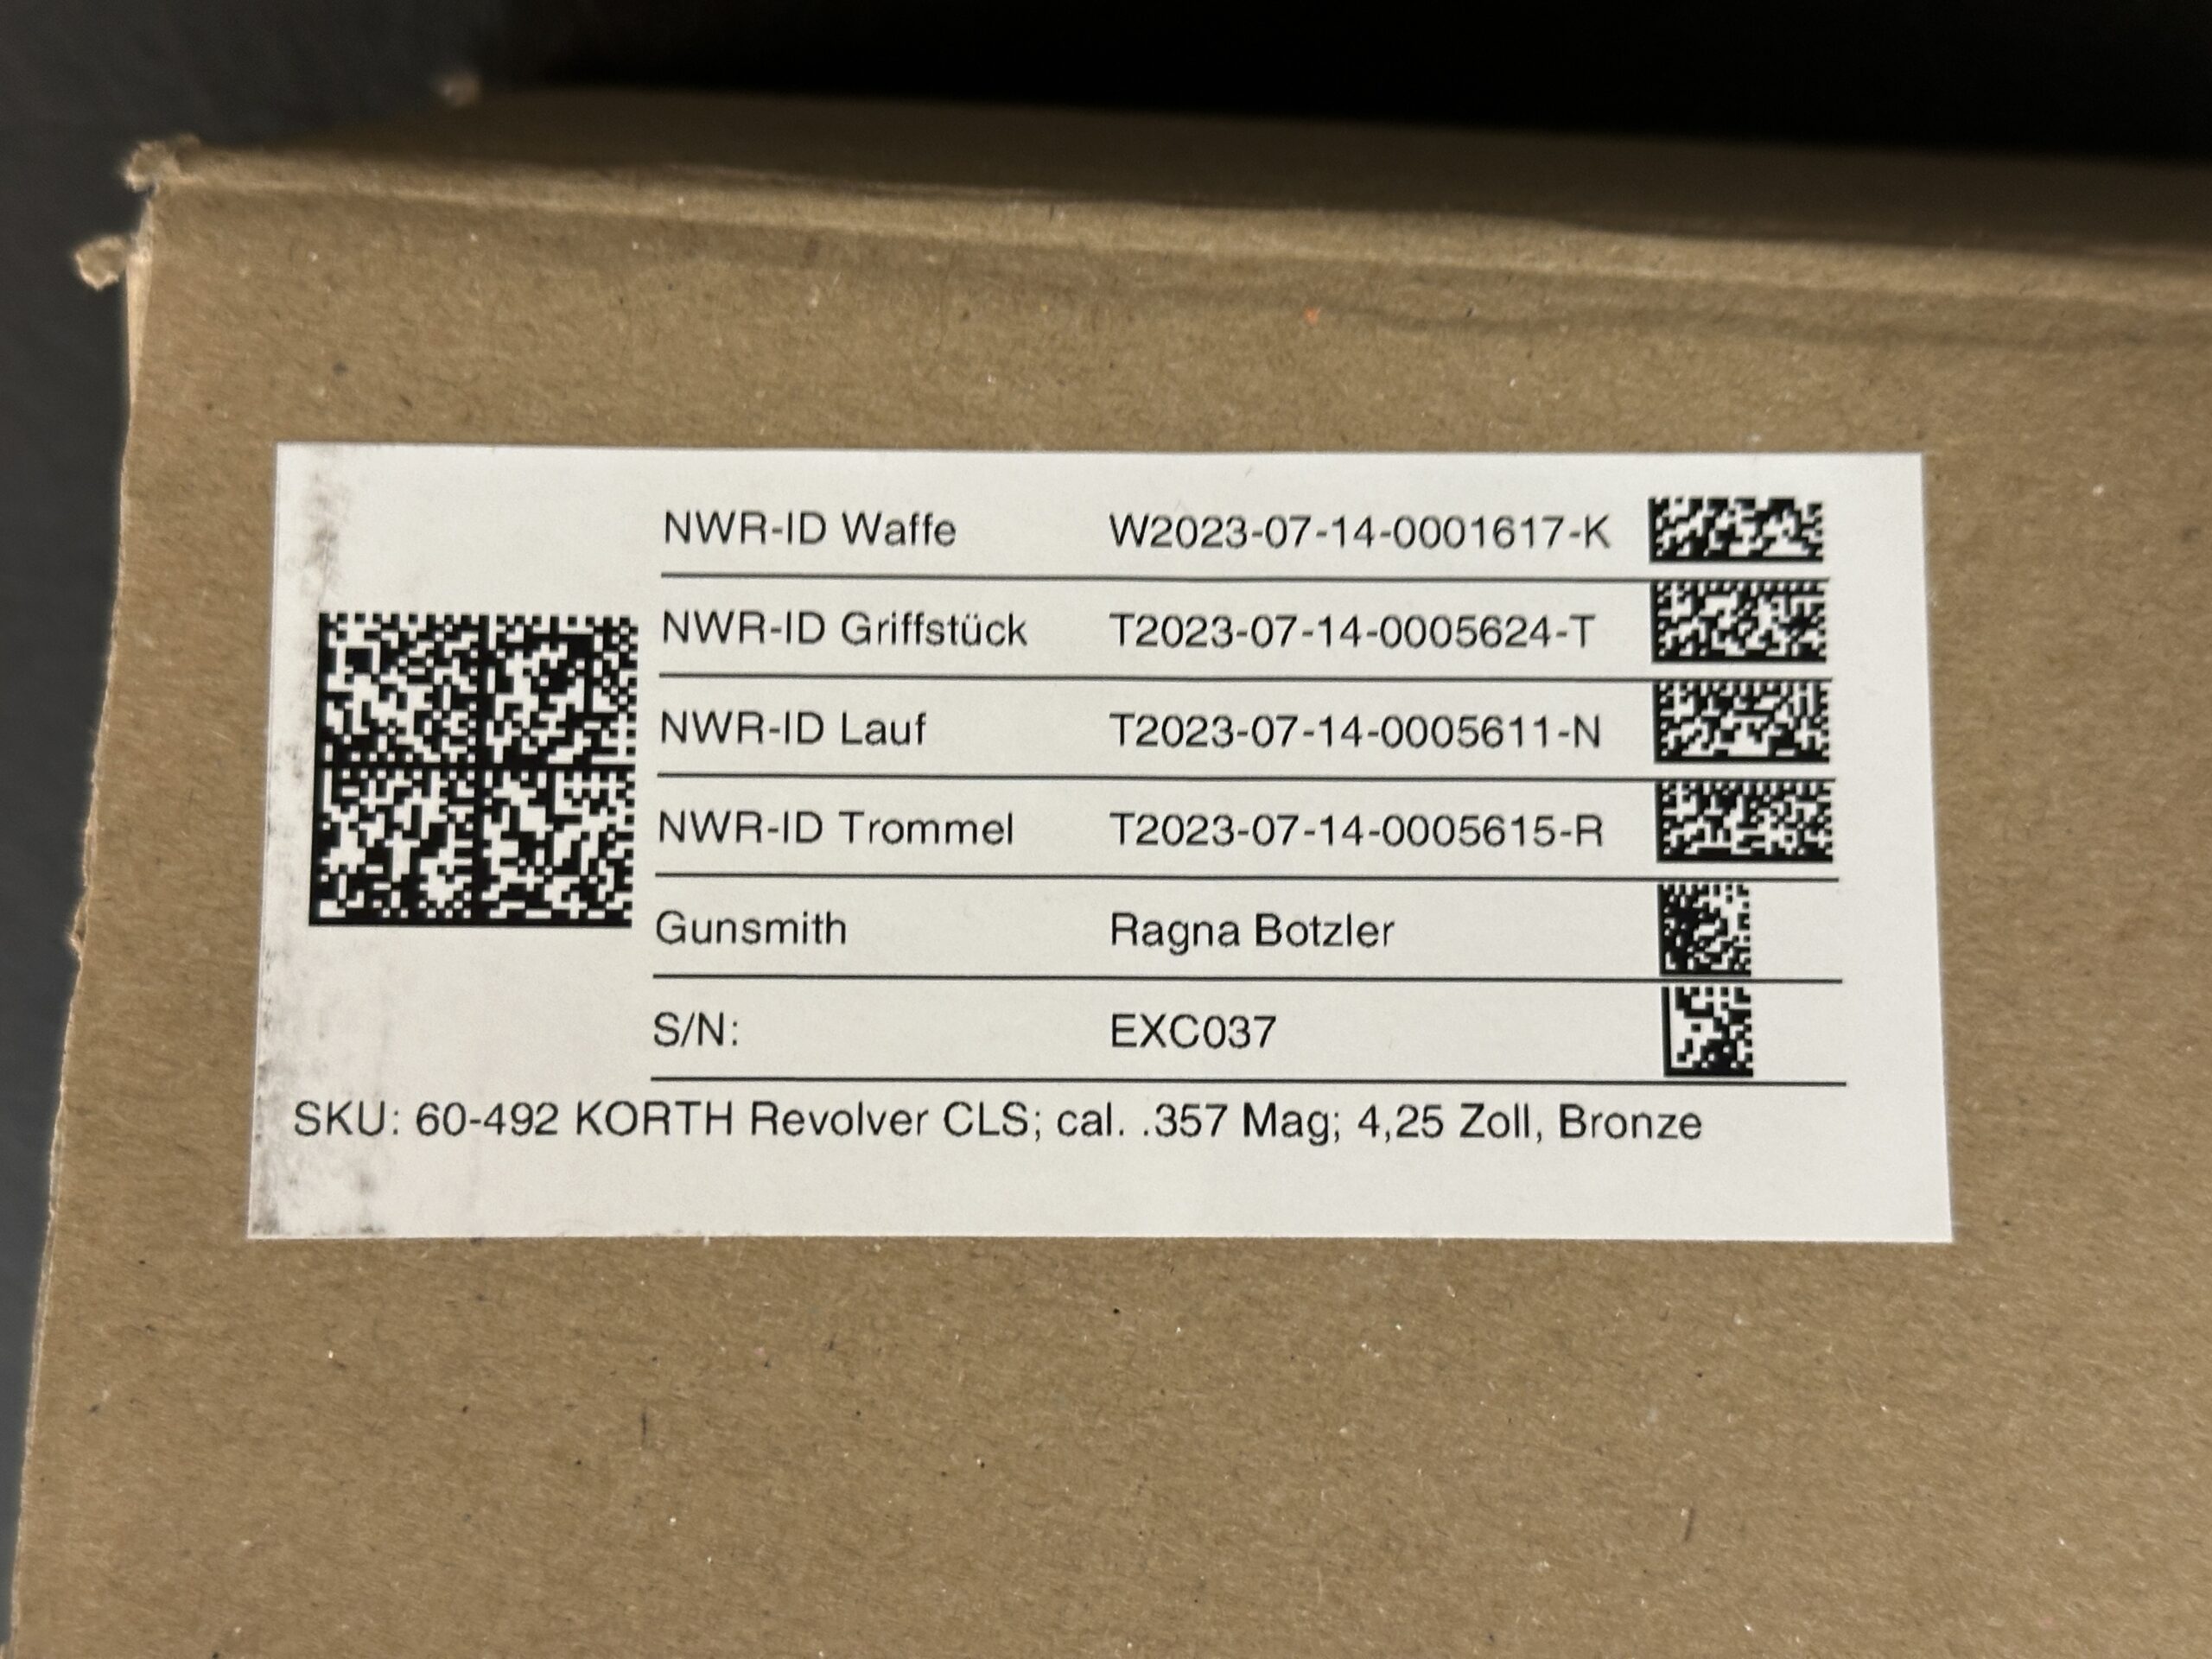 NWR-ID Waffe W2023-07-14-0001617-K
NWR-ID Griffstück T2023-07-14-0005624-T
NWR-ID Lauf T2023-07-14-0005611-N
NWR-ID Trommel T2023-07-14-0005615-R
Gunsmith Ragna Botzler
S/N: EXC037
SKU: 60-492 KORTH Revolver CLS; cal. .357 Mag; 4,25 Zoll, Bronze